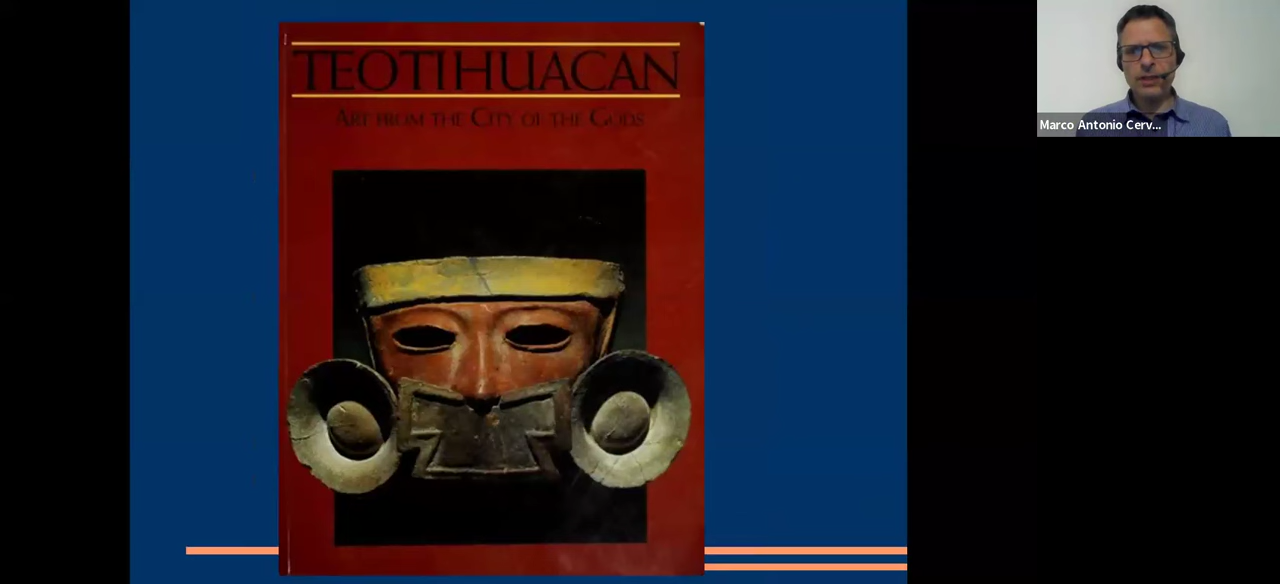 TEOTIHUACAN
ART FROM THE CITY OF THE GODS
Marco Antonio Cerv...